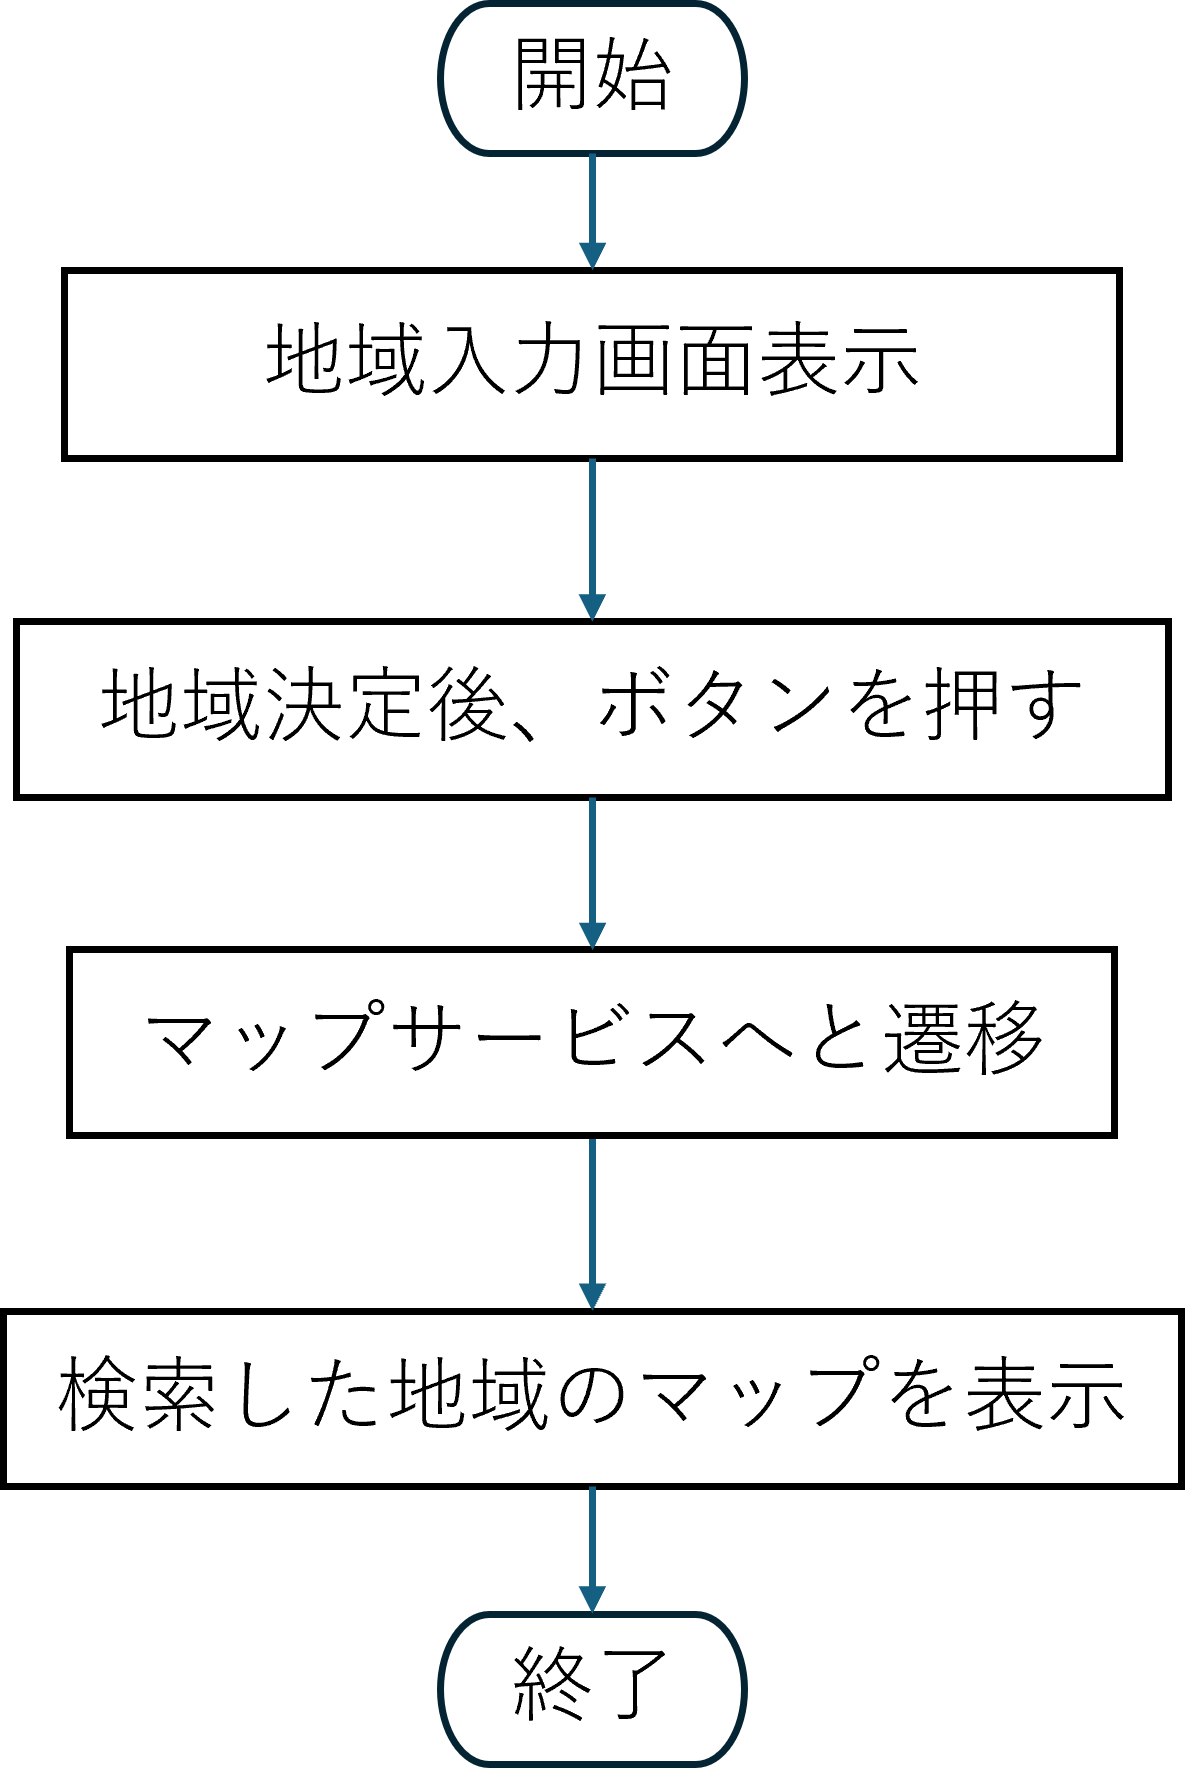 開始
地域入力画面表示
地域決定後、ボタンを押す
マップサービスへと遷移
検索した地域のマップを表示
終了